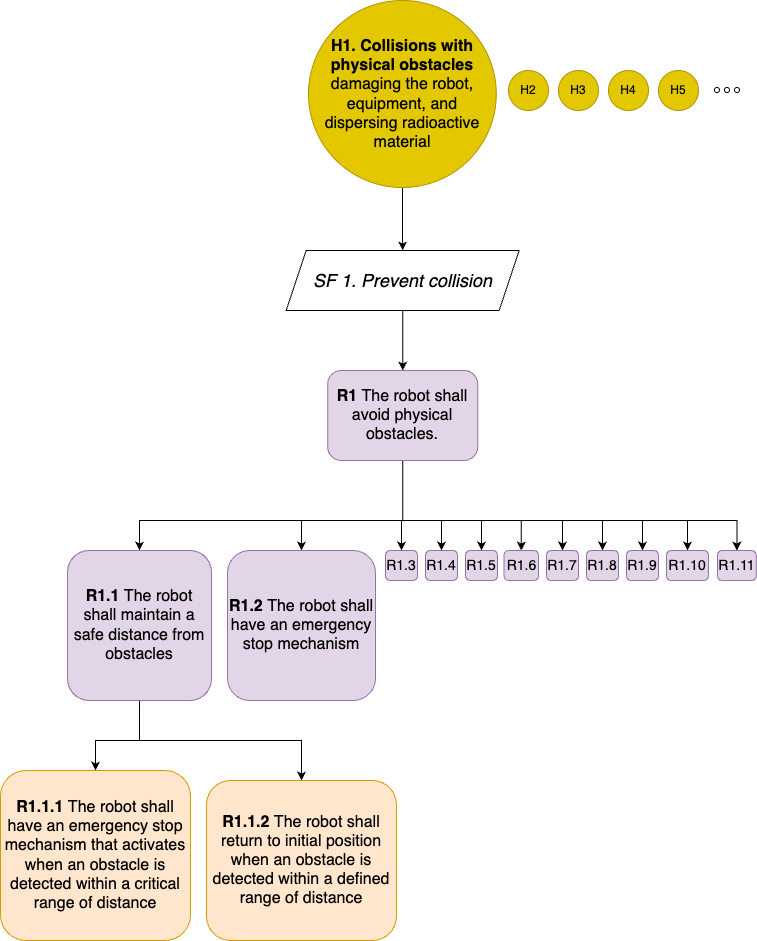 H1. Collisions with
physical obstacles
damaging the robot,
equipment, and
dispersing radioactive
material
H2
H3
H4
H5
SF 1. Prevent collision
R1 The robot shall
avoid physical
obstacles.
R1.1 The robot
shall maintain a
safe distance from
obstacles
R1.2 The robot shall
have an emergency
stop mechanism
R1.3
R1.4
R1.5
R1.6
R1.7
R1.8
R1.9
R1.10
R1.11
R1.1.1 The robot shall
have an emergency stop
mechanism that activates
when an obstacle is
detected within a critical
range of distance
R1.1.2 The robot shall
return to initial position
when an obstacle is
detected within a defined
range of distance